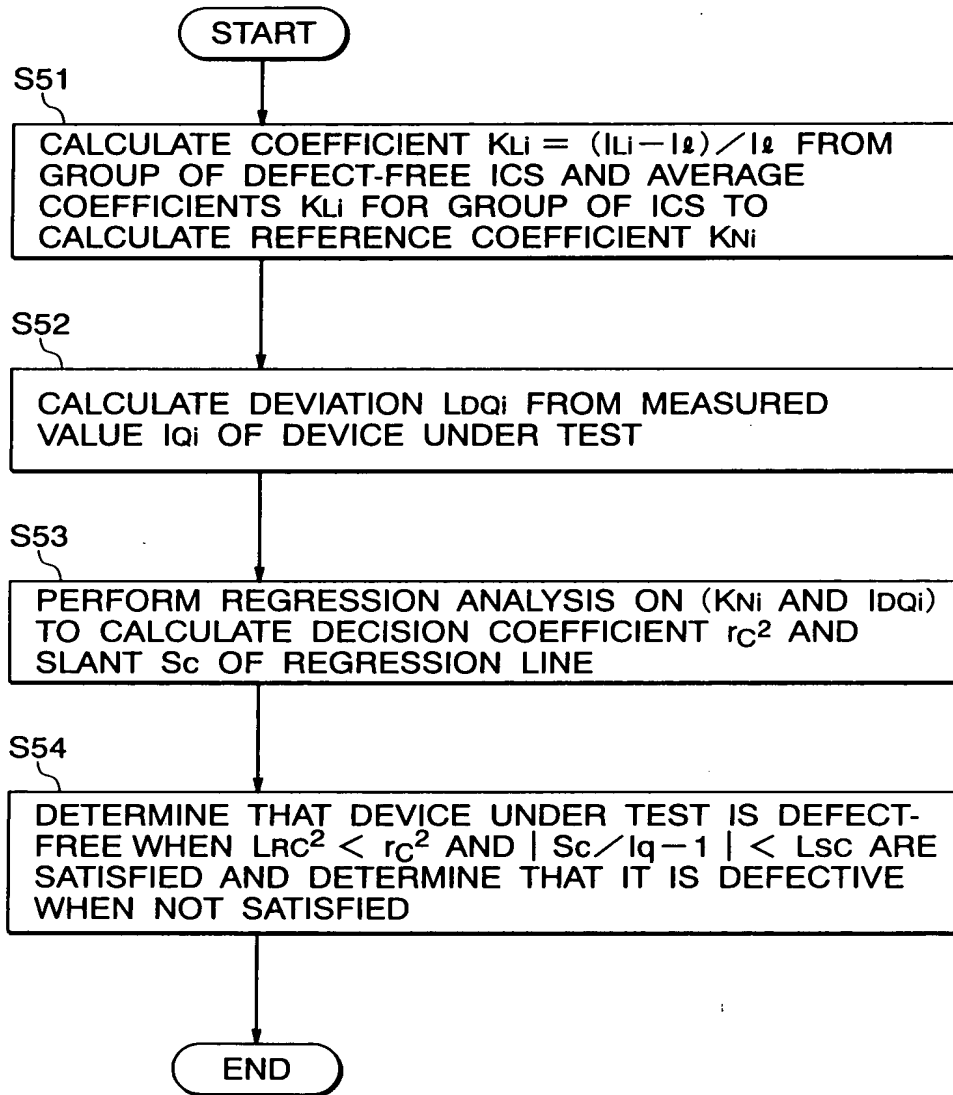 START
S51
CALCULATE COEFFICIENT KLi = (ILi−Iℓ)/Iℓ FROM
GROUP OF DEFECT-FREE ICS AND AVERAGE
COEFFICIENTS KLi FOR GROUP OF ICS TO
CALCULATE REFERENCE COEFFICIENT KNi
S52
CALCULATE DEVIATION LDQi FROM MEASURED
VALUE IQi OF DEVICE UNDER TEST
S53
PERFORM REGRESSION ANALYSIS ON (KNi AND IDQi)
TO CALCULATE DECISION COEFFICIENT rC² AND
SLANT Sc OF REGRESSION LINE
S54
DETERMINE THAT DEVICE UNDER TEST IS DEFECT-
FREE WHEN LRC² < rC² AND | Sc/Iq−1 | < LSC ARE
SATISFIED AND DETERMINE THAT IT IS DEFECTIVE
WHEN NOT SATISFIED
END